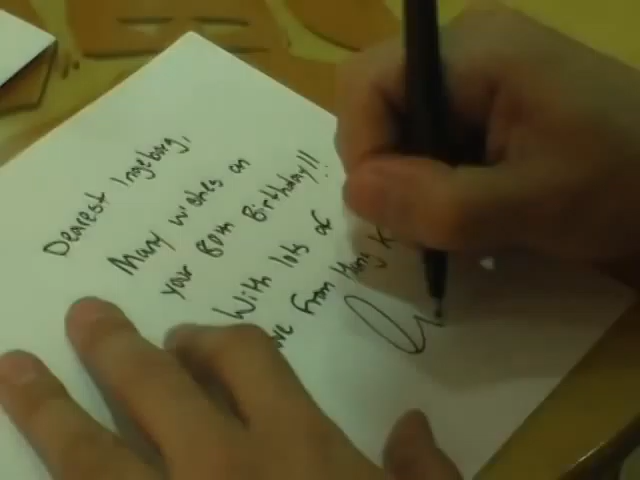 Dearest Ingeborg,
Many wishes on
your 80th Birthday!!!
With lots of
from Hong